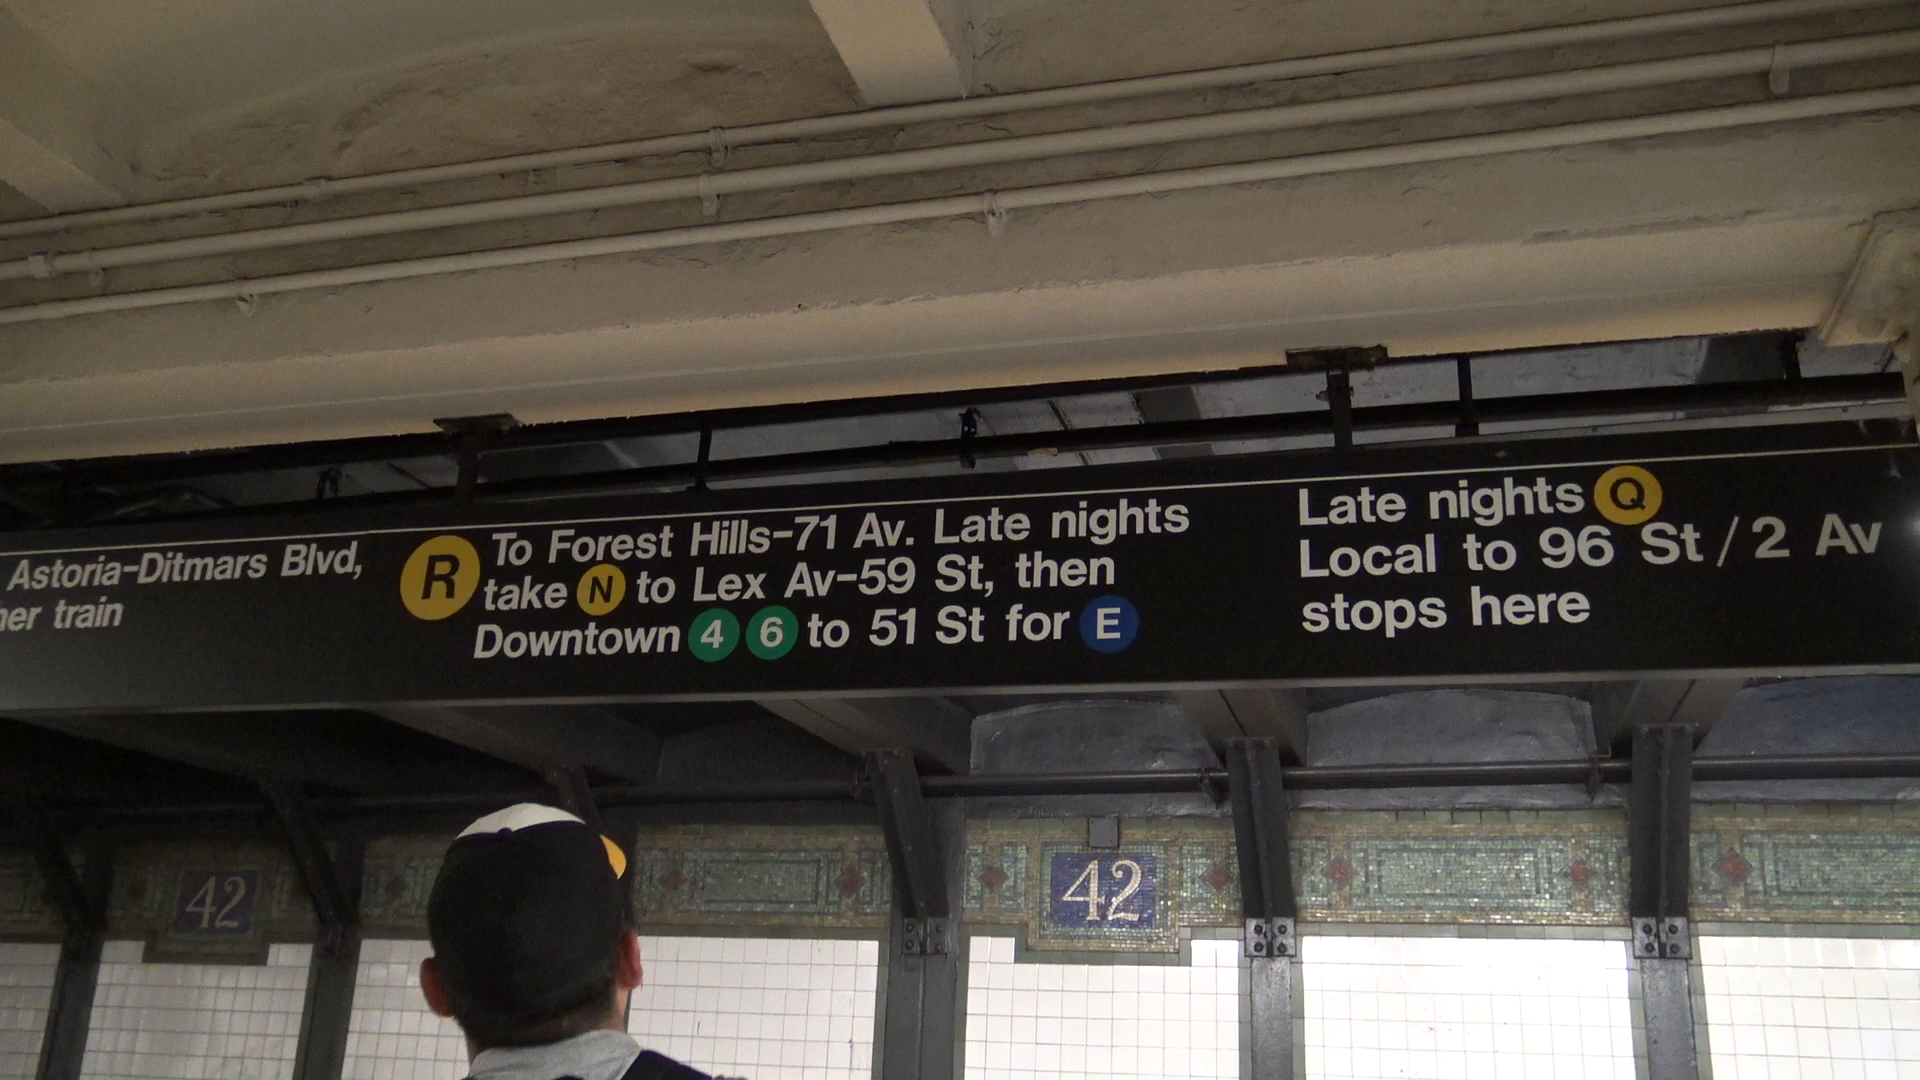 Astoria-Ditmars Blvd,
train
R To Forest Hills-71 Av. Late nights
take N to Lex Av-59 St, then
Downtown 4 6 to 51 St for E
Late nights Q
Local to 96 St / 2 Av
stops here
42
42